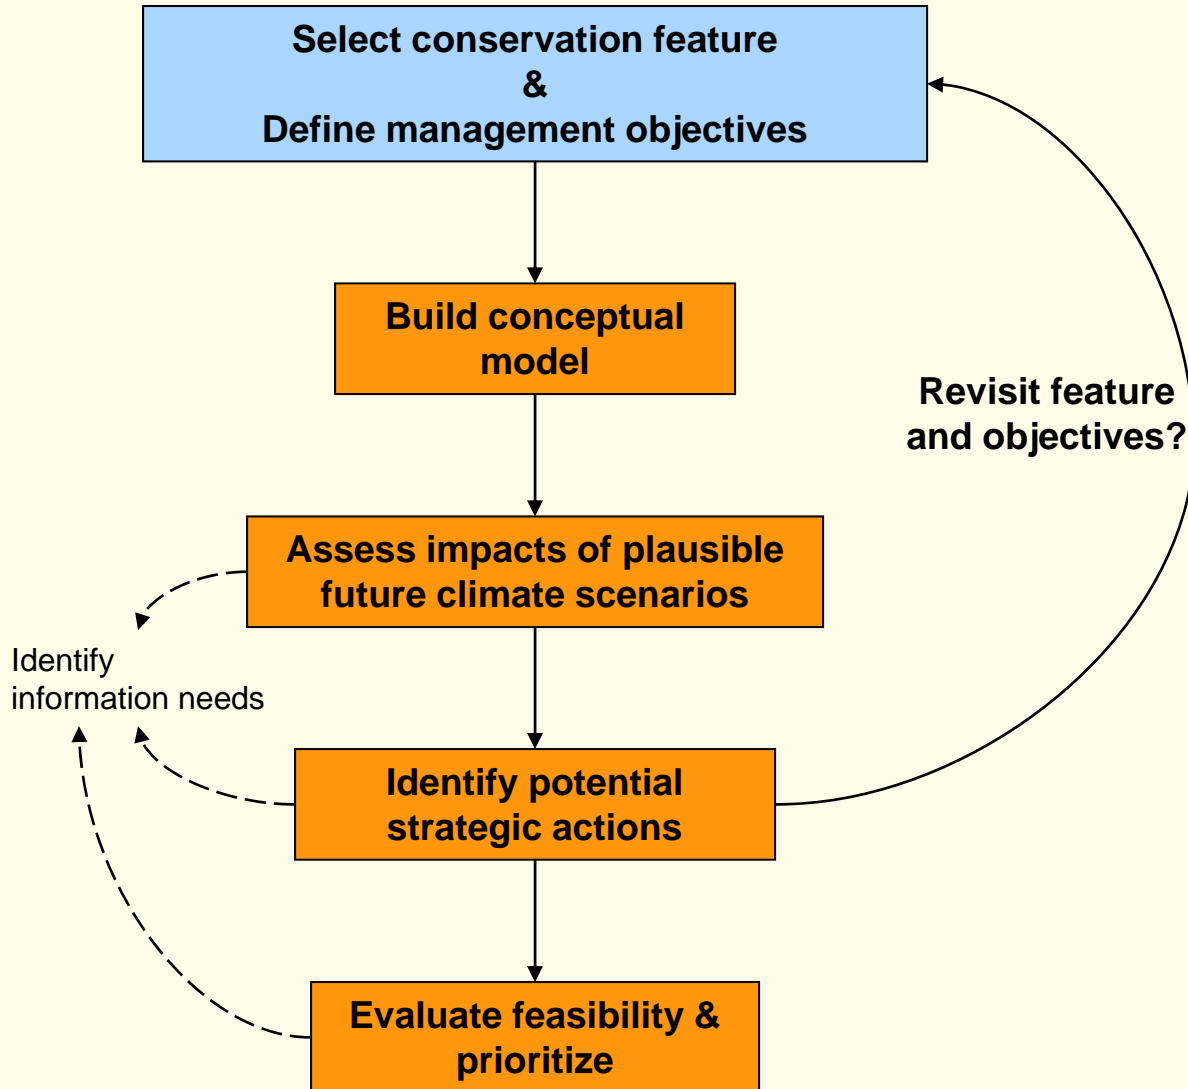 Select conservation feature
&
Define management objectives
Build conceptual
model
Revisit feature
and objectives?
Assess impacts of plausible
future climate scenarios
Identify
information needs
Identify potential
strategic actions
Evaluate feasibility &
prioritize